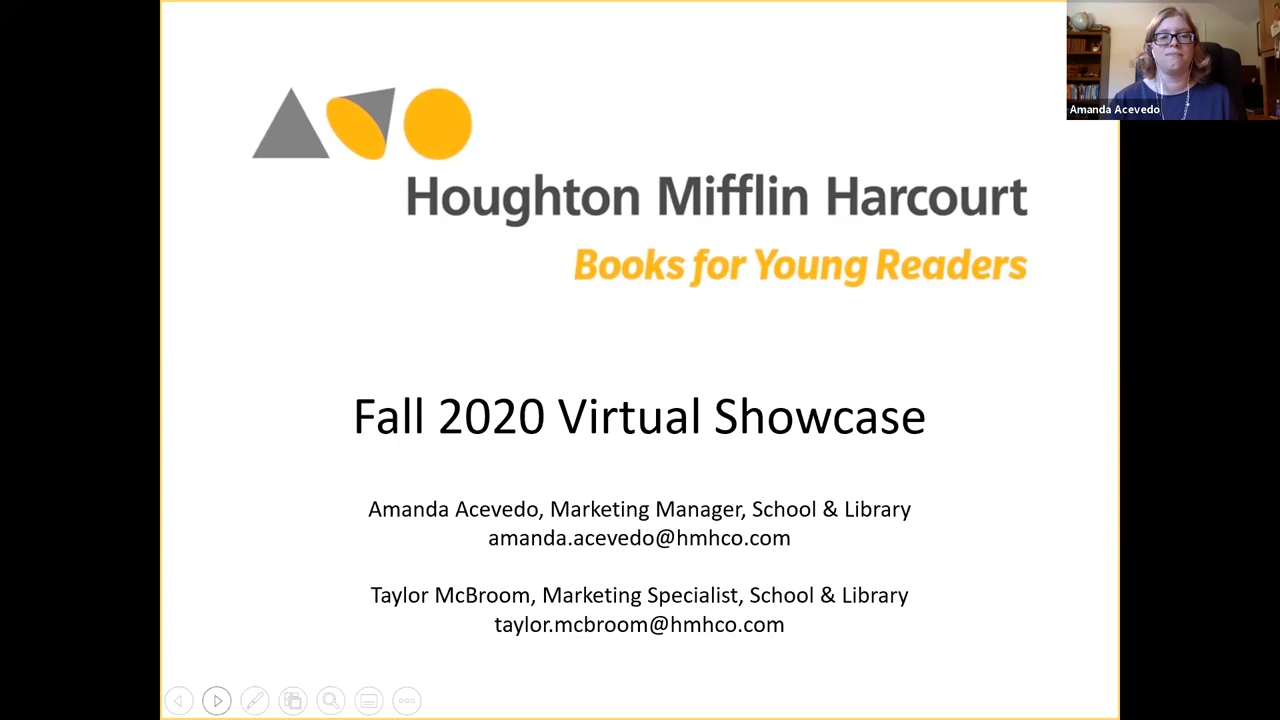 Amanda Acevedo
Houghton Mifflin Harcourt
Books for Young Readers
Fall 2020 Virtual Showcase
Amanda Acevedo, Marketing Manager, School & Library
amanda.acevedo@hmhco.com
Taylor McBroom, Marketing Specialist, School & Library
taylor.mcbroom@hmhco.com